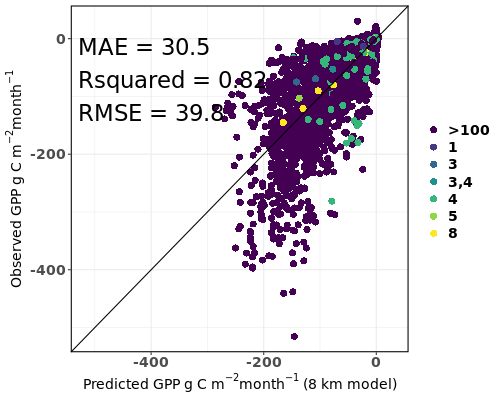 MAE = 30.5
Rsquared = 0.82
RMSE = 39.8
0
-200
-400
-400
-200
0
Observed GPP g C m⁻²month⁻¹
Predicted GPP g C m⁻²month⁻¹ (8 km model)
>100
1
3
3,4
4
5
8